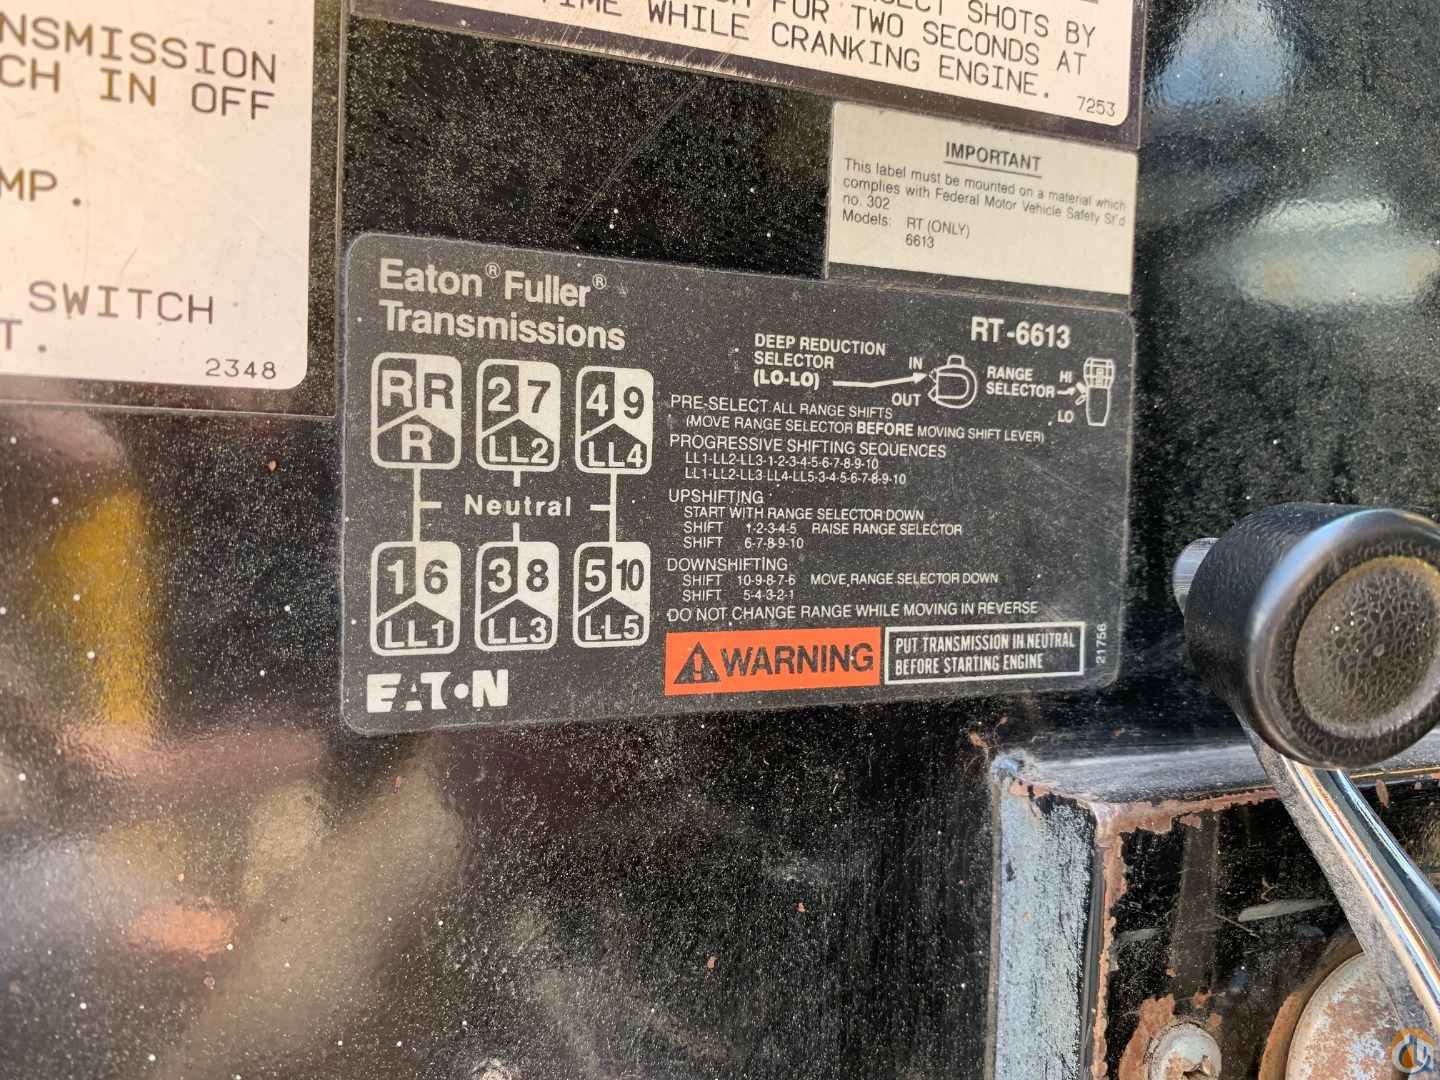 NSMISSION
CH IN OFF
MP.
SWITCH
T.
2348
SHOTS BY
FOR TWO SECONDS AT
TIME WHILE CRANKING ENGINE.
7253
IMPORTANT
This label must be mounted on a material which
complies with Federal Motor Vehicle Safety St'd
no. 302
Models: RT (ONLY)
6613
Eaton® Fuller®
Transmissions
RT-6613
DEEP REDUCTION
SELECTOR
(LO-LO)
IN
OUT
RANGE
SELECTOR
HI
LO
R R R
2 7 LL2
4 9 LL4
Neutral
1 6 LL1
3 8 LL3
5 10 LL5
EATON
PRE-SELECT ALL RANGE SHIFTS
(MOVE RANGE SELECTOR BEFORE MOVING SHIFT LEVER)
PROGRESSIVE SHIFTING SEQUENCES
LL1-LL2-LL3-1-2-3-4-5-6-7-8-9-10
LL1-LL2-LL3-LL4-LL5-3-4-5-6-7-8-9-10
UPSHIFTING
START WITH RANGE SELECTOR DOWN
SHIFT 1-2-3-4-5 RAISE RANGE SELECTOR
SHIFT 6-7-8-9-10
DOWNSHIFTING
SHIFT 10-9-8-7-6 MOVE RANGE SELECTOR DOWN
SHIFT 5-4-3-2-1
DO NOT CHANGE RANGE WHILE MOVING IN REVERSE
WARNING
PUT TRANSMISSION IN NEUTRAL
BEFORE STARTING ENGINE
21756